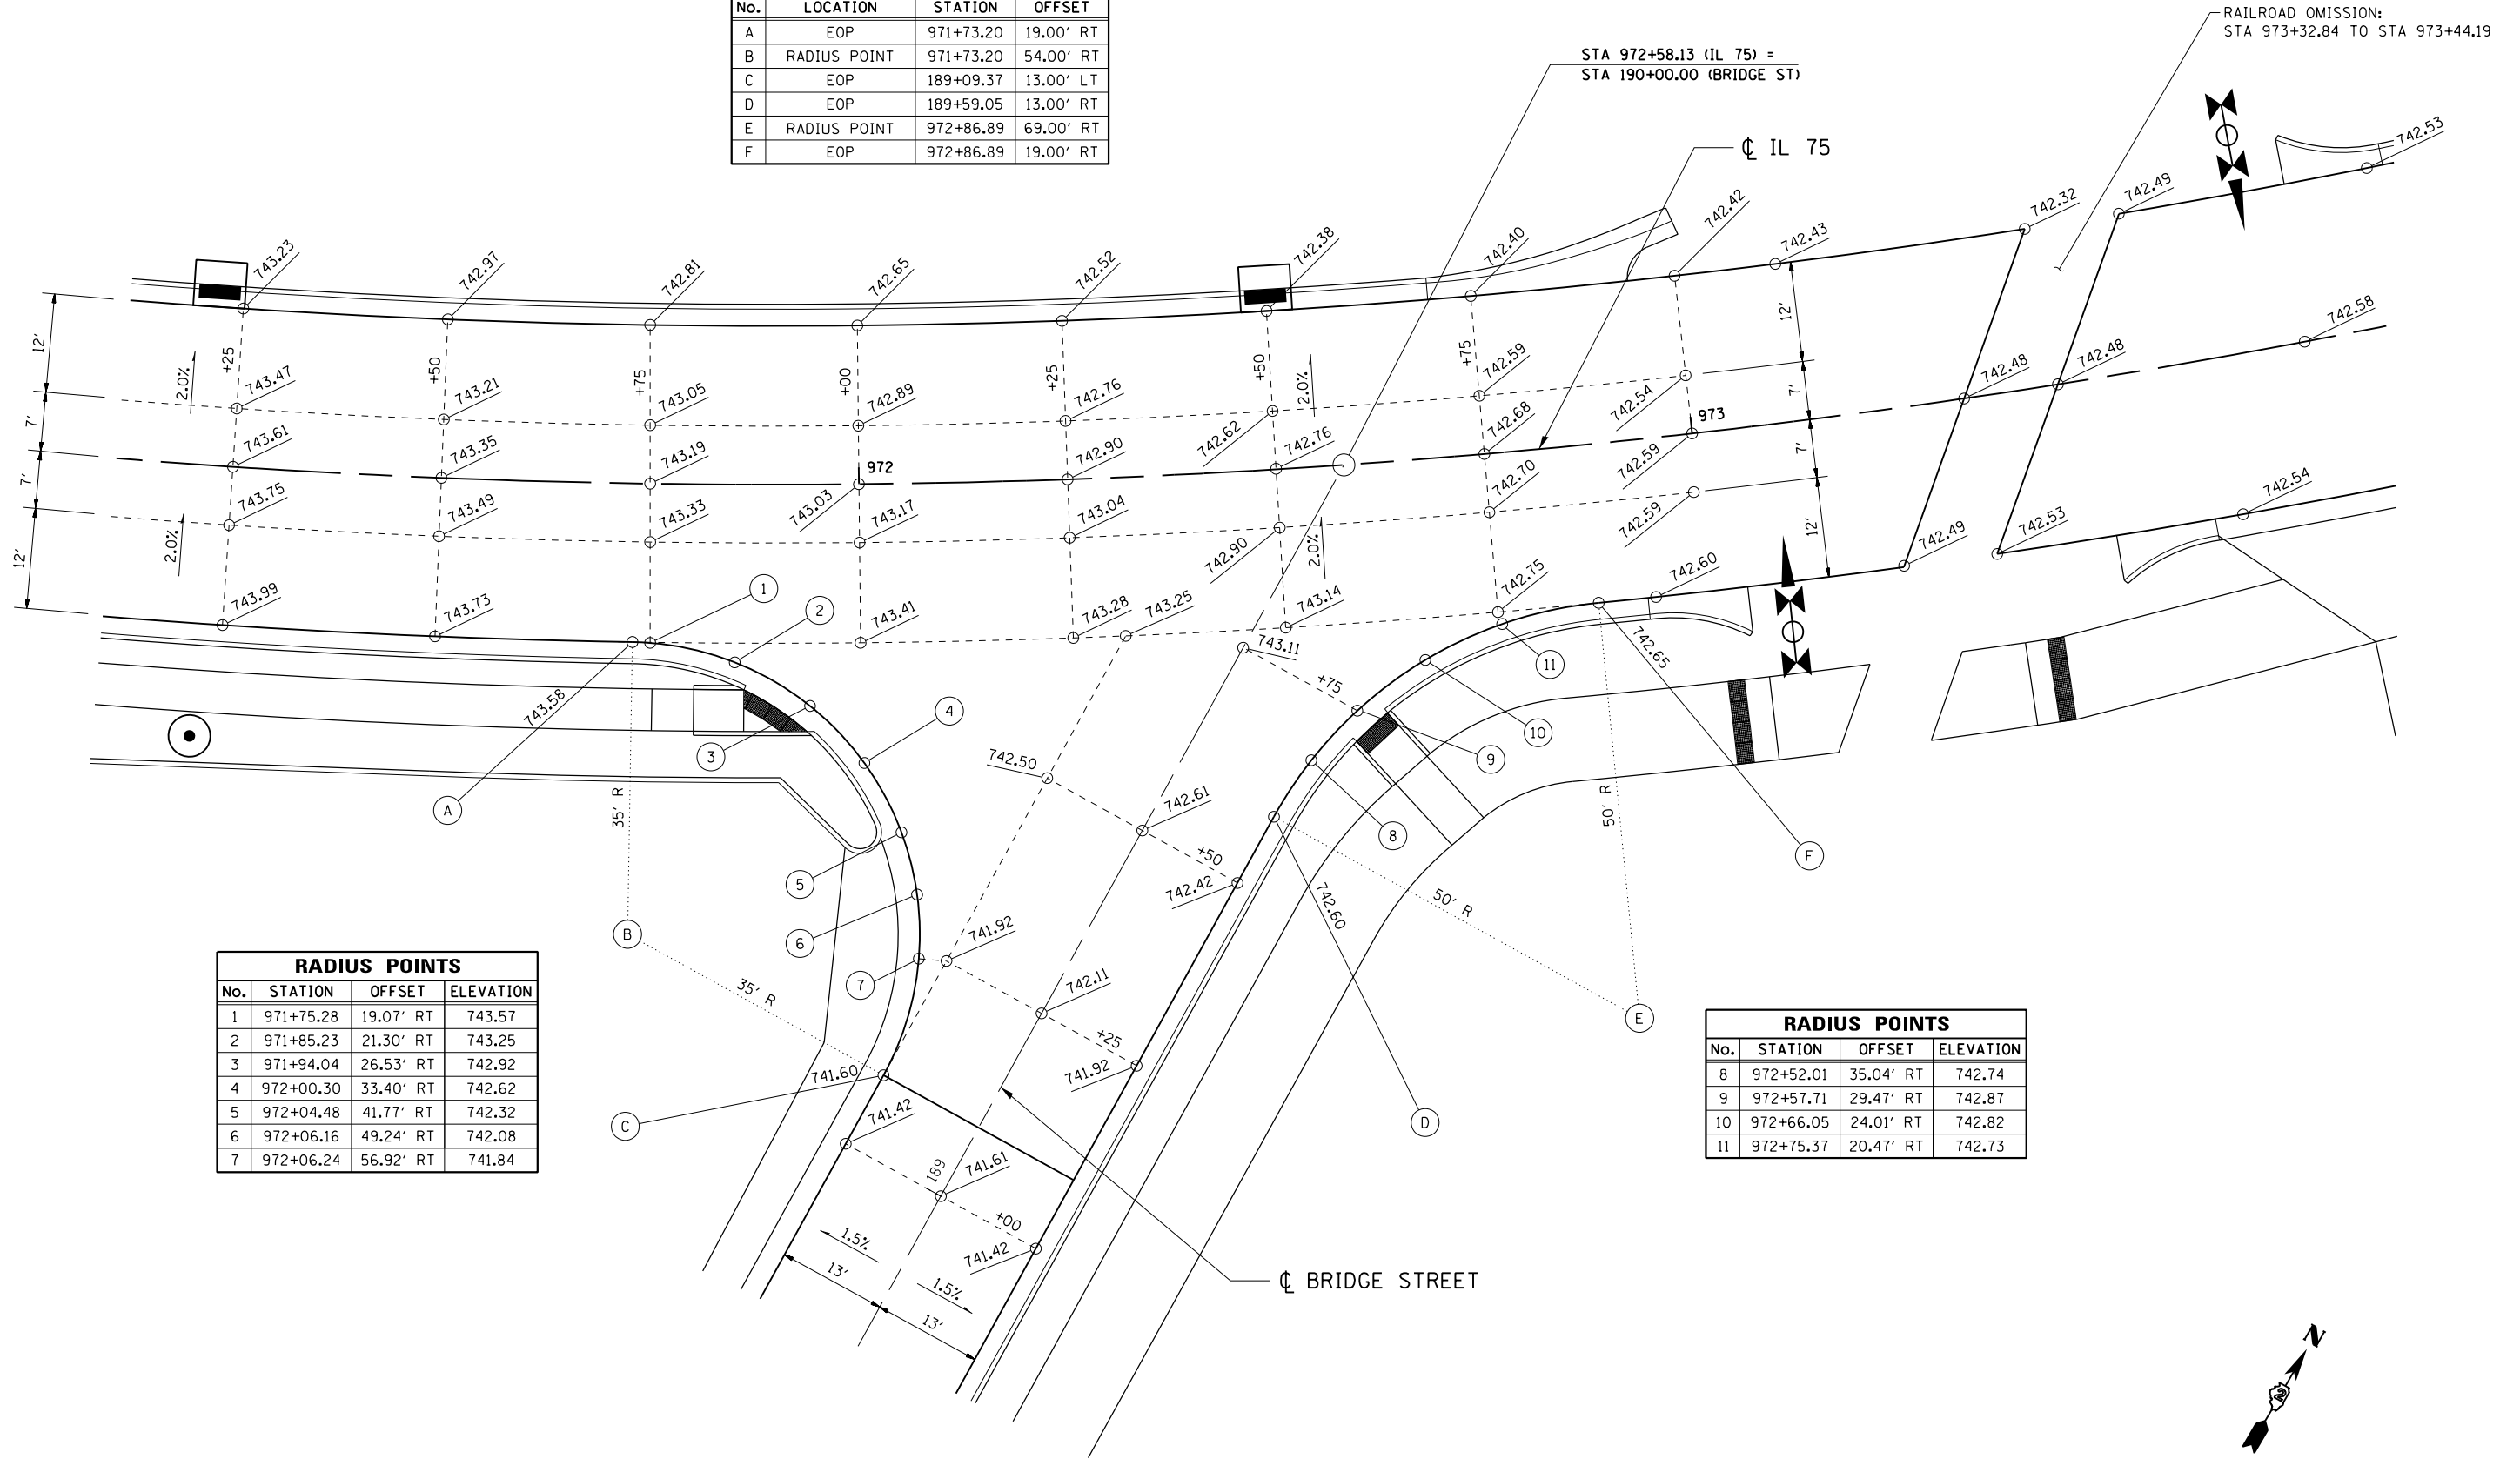 No. LOCATION STATION OFFSET
A EOP 971+73.20 19.00' RT
B RADIUS POINT 971+73.20 54.00' RT
C EOP 189+09.37 13.00' LT
D EOP 189+59.05 13.00' RT
E RADIUS POINT 972+86.89 69.00' RT
F EOP 972+86.89 19.00' RT
RAILROAD OMISSION:
STA 973+32.84 TO STA 973+44.19
STA 972+58.13 (IL 75) =
STA 190+00.00 (BRIDGE ST)
℄ IL 75
743.23
742.97
742.81
742.65
742.52
742.38
742.40
742.42
742.43
742.32
742.49
742.53
12'
7'
7'
12'
2.0%
2.0%
+25
+50
+75
+00
+25
+50
+75
2.0%
2.0%
743.47
743.21
743.05
742.89
742.76
742.62
742.59
742.54
743.61
743.35
743.19
743.03
972
742.90
742.76
742.68
742.59
973
742.48
742.48
742.58
743.75
743.49
743.33
743.17
743.04
742.90
742.70
742.59
12'
7'
7'
12'
743.99
743.73
743.41
743.28
743.25
743.14
743.11
742.75
742.60
742.49
742.53
742.54
1
2
3
4
5
6
7
8
9
10
11
A
B
C
D
E
F
743.58
35' R
35' R
742.65
50' R
50' R
742.60
+75
742.50
742.61
+50
742.42
741.92
742.11
+25
741.92
741.60
741.42
189
741.61
+00
741.42
1.5%
1.5%
13'
13'
℄ BRIDGE STREET
RADIUS POINTS
No. STATION OFFSET ELEVATION
1 971+75.28 19.07' RT 743.57
2 971+85.23 21.30' RT 743.25
3 971+94.04 26.53' RT 742.92
4 972+00.30 33.40' RT 742.62
5 972+04.48 41.77' RT 742.32
6 972+06.16 49.24' RT 742.08
7 972+06.24 56.92' RT 741.84
RADIUS POINTS
No. STATION OFFSET ELEVATION
8 972+52.01 35.04' RT 742.74
9 972+57.71 29.47' RT 742.87
10 972+66.05 24.01' RT 742.82
11 972+75.37 20.47' RT 742.73
N
2